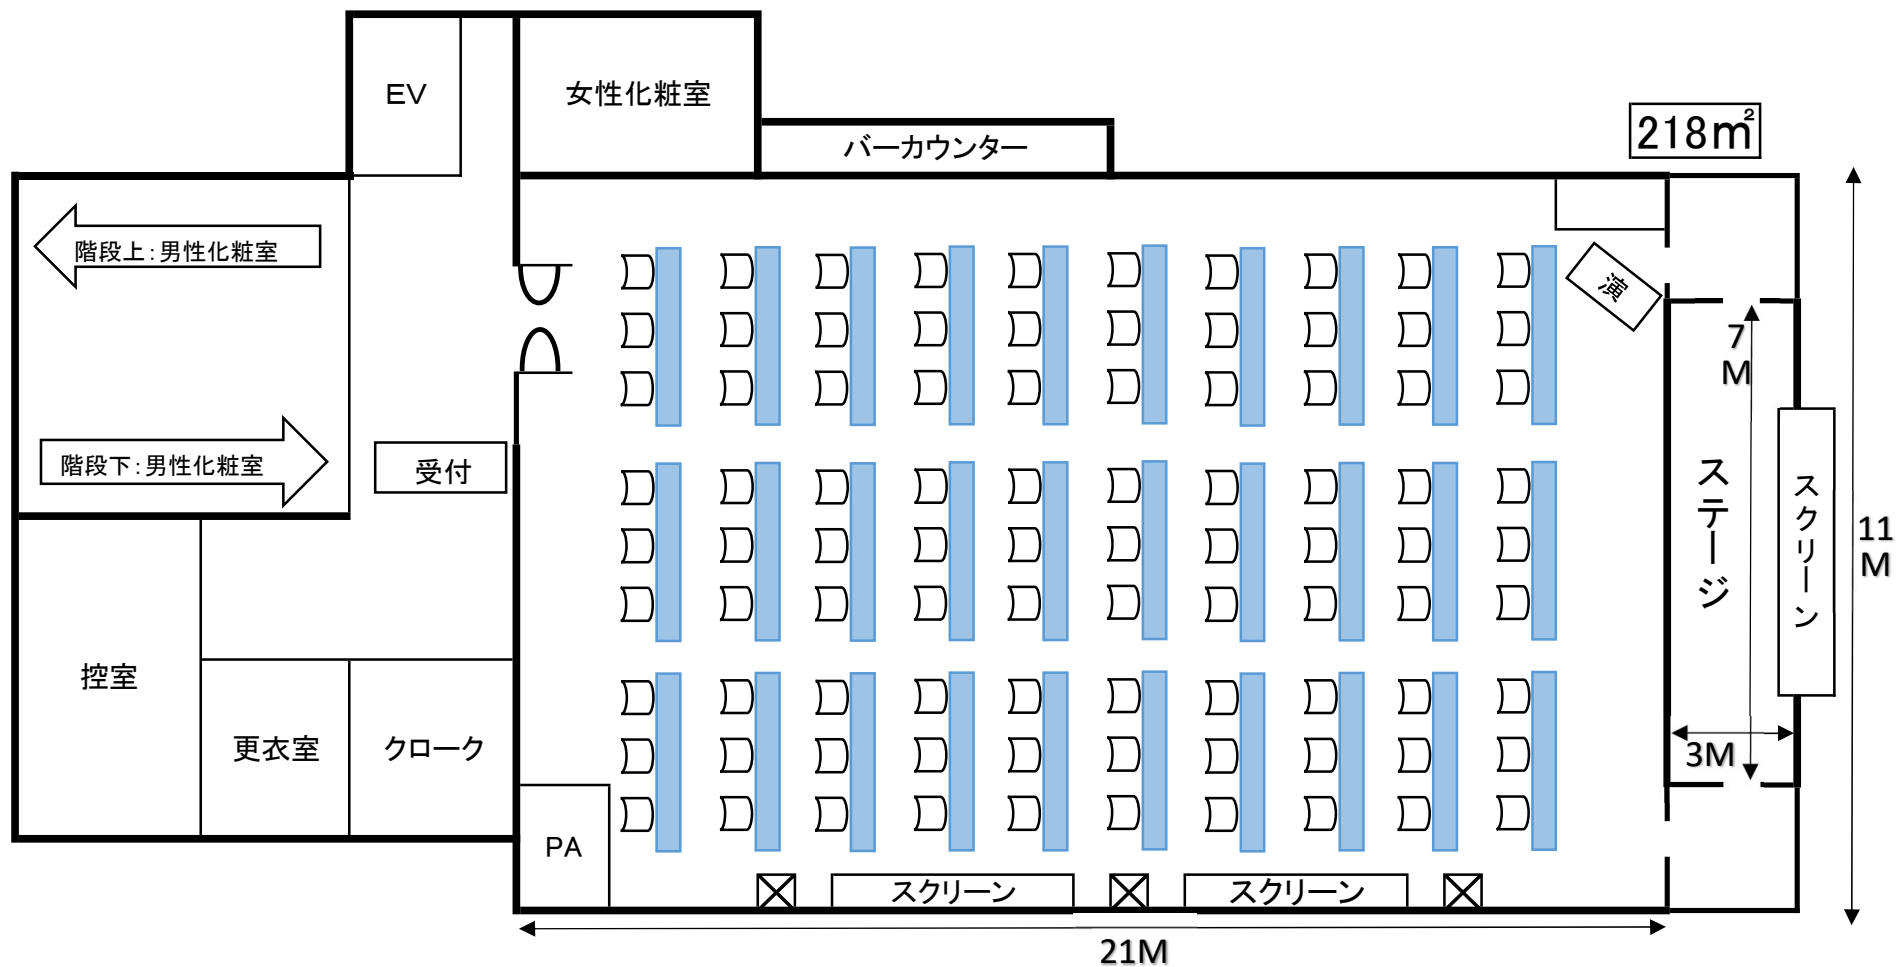 EV
女性化粧室
バーカウンター
218㎡
階段上：男性化粧室
演
7
M
階段下：男性化粧室
受付
ステージ
スクリーン
11
M
控室
更衣室
クローク
3M
PA
スクリーン
スクリーン
21M